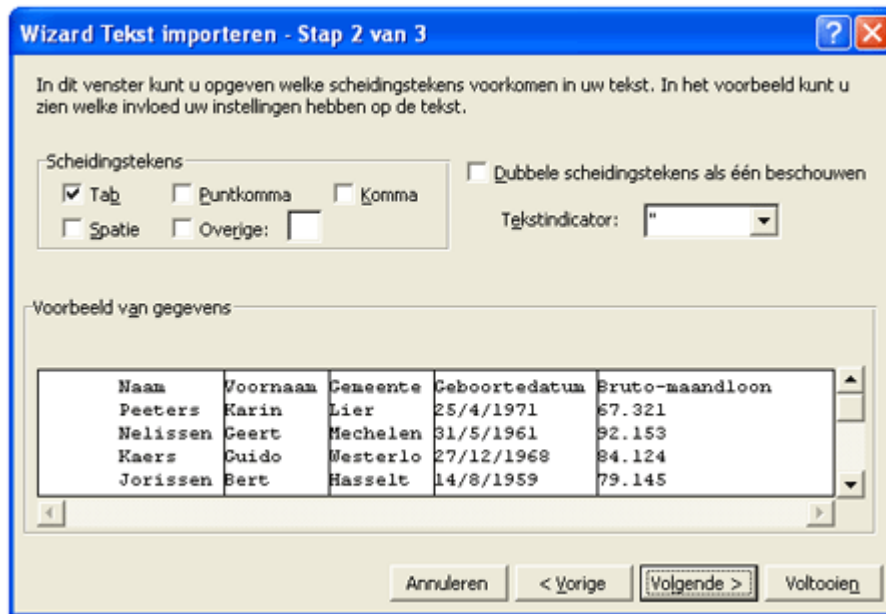 Wizard Tekst importeren - Stap 2 van 3
In dit venster kunt u opgeven welke scheidingstekens voorkomen in uw tekst. In het voorbeeld kunt u
zien welke invloed uw instellingen hebben op de tekst.
Scheidingstekens
Tab Puntkomma Komma
Spatie Overige:
Dubbele scheidingstekens als één beschouwen
Tekstindicator: "
Voorbeeld van gegevens
Naam Voornaam Gemeente Geboortedatum Bruto-maandloon
Peeters Karin Lier 25/4/1971 67.321
Nelissen Geert Mechelen 31/5/1961 92.153
Kaers Guido Westerlo 27/12/1968 84.124
Jorissen Bert Hasselt 14/8/1959 79.145
Annuleren < Vorige Volgende > Voltooien